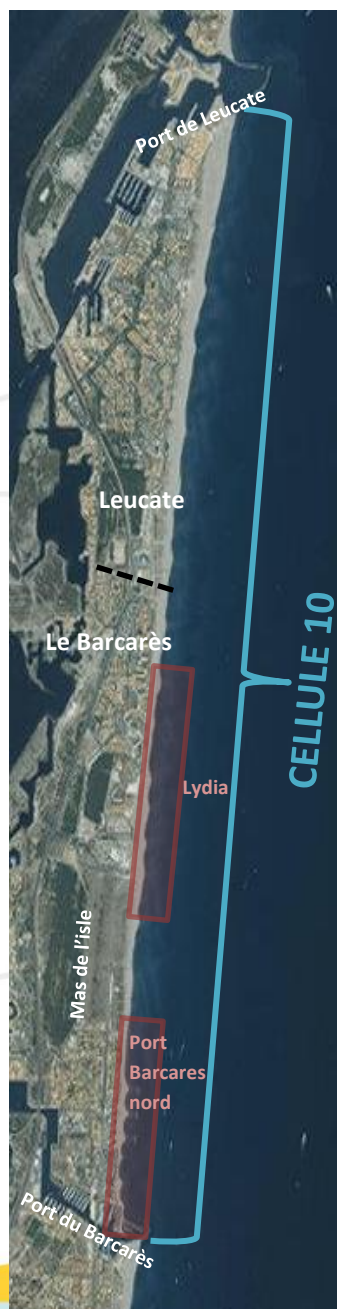 Port de Leucate
Leucate
Le Barcarès
CELLULE 10
Lydia
Mas de l'isle
Port
Barcares
nord
Port du Barcarès